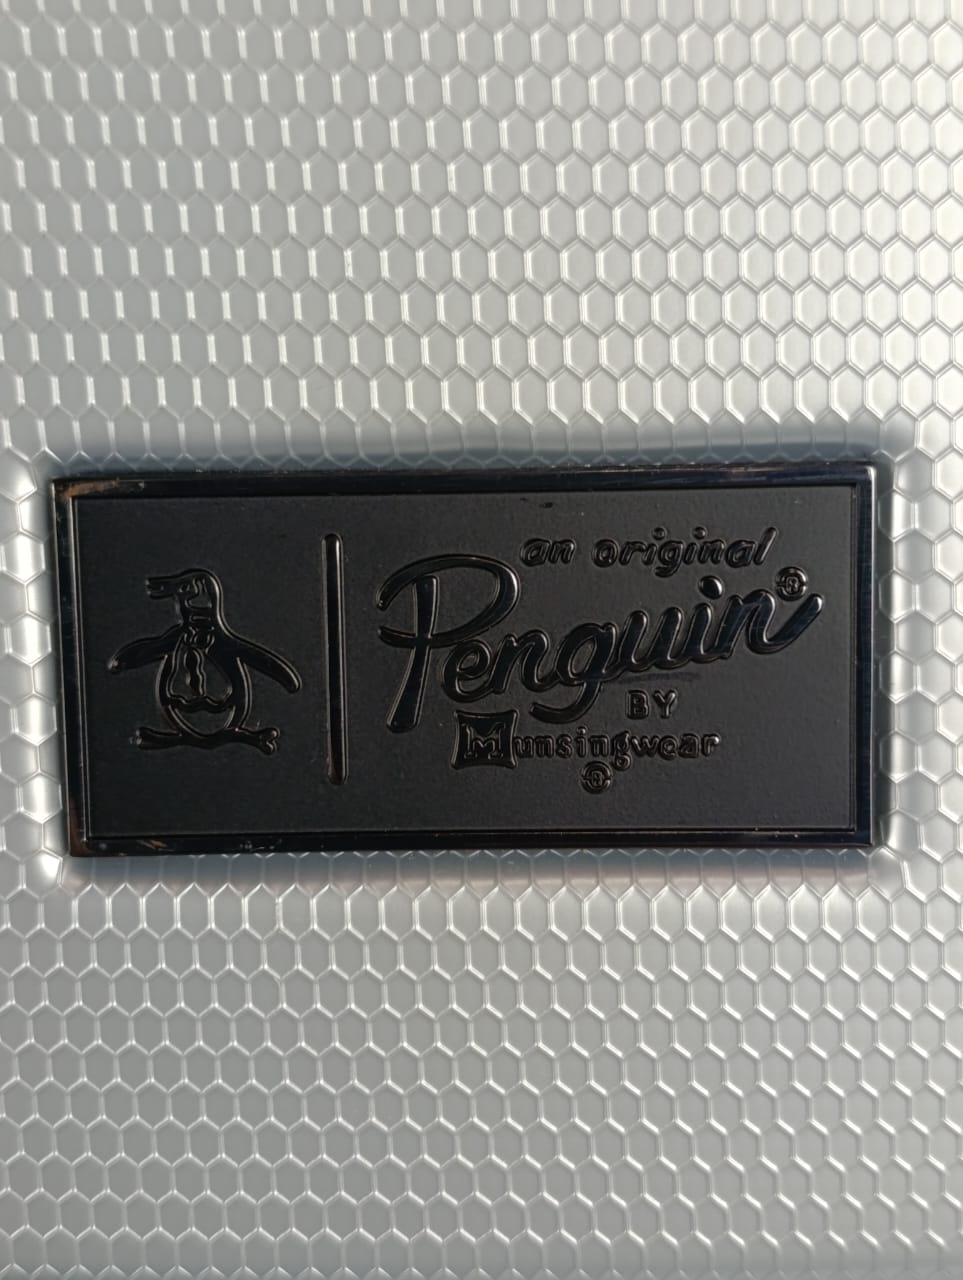 an original
Penguin®
BY
Munsingwear
®